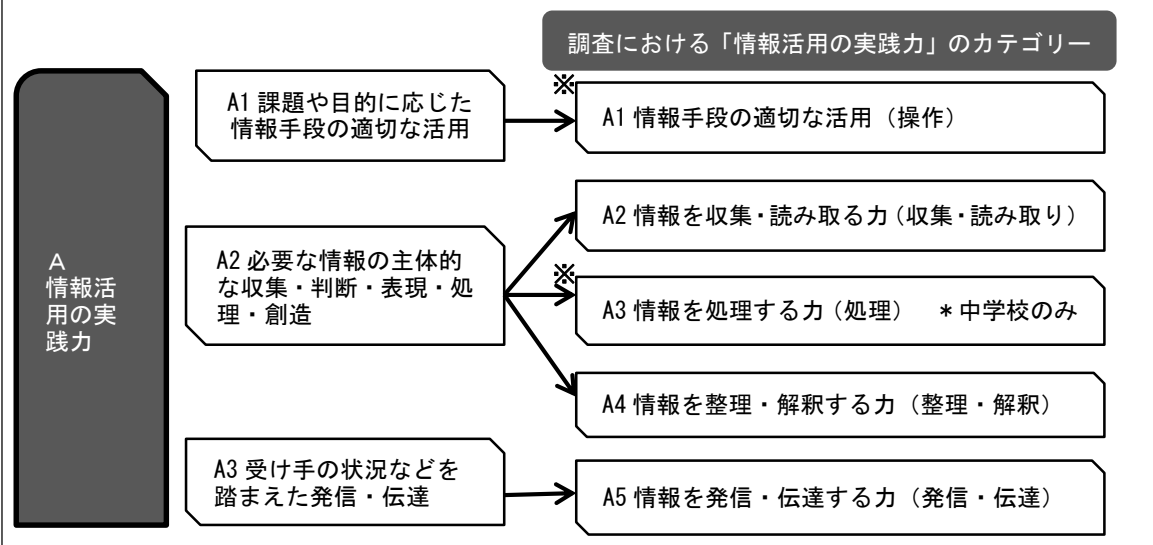 調査における「情報活用の実践力」のカテゴリー
A
情報活
用の実
践力
A1 課題や目的に応じた
情報手段の適切な活用
※
A1 情報手段の適切な活用（操作）
A2 必要な情報の主体的
な収集・判断・表現・処
理・創造
A2 情報を収集・読み取る力（収集・読み取り）
※
A3 情報を処理する力（処理）　＊中学校のみ
A4 情報を整理・解釈する力（整理・解釈）
A3 受け手の状況などを
踏まえた発信・伝達
A5 情報を発信・伝達する力（発信・伝達）